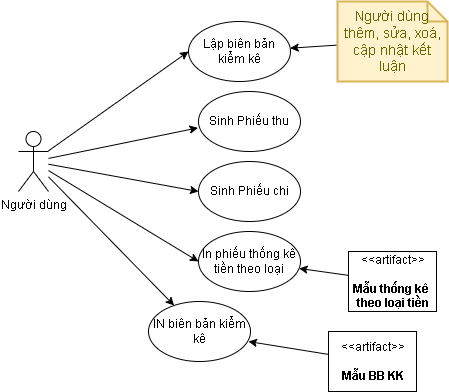 Lập biên bản
kiểm kê
Người dùng
thêm, sửa, xoá,
cập nhật kết
luận
Sinh Phiếu thu
Người dùng
Sinh Phiếu chi
In phiếu thống kê
tiền theo loại
<<artifact>>
Mẫu thống kê
theo loại tiền
IN biên bản kiểm
kê
<<artifact>>
Mẫu BB KK